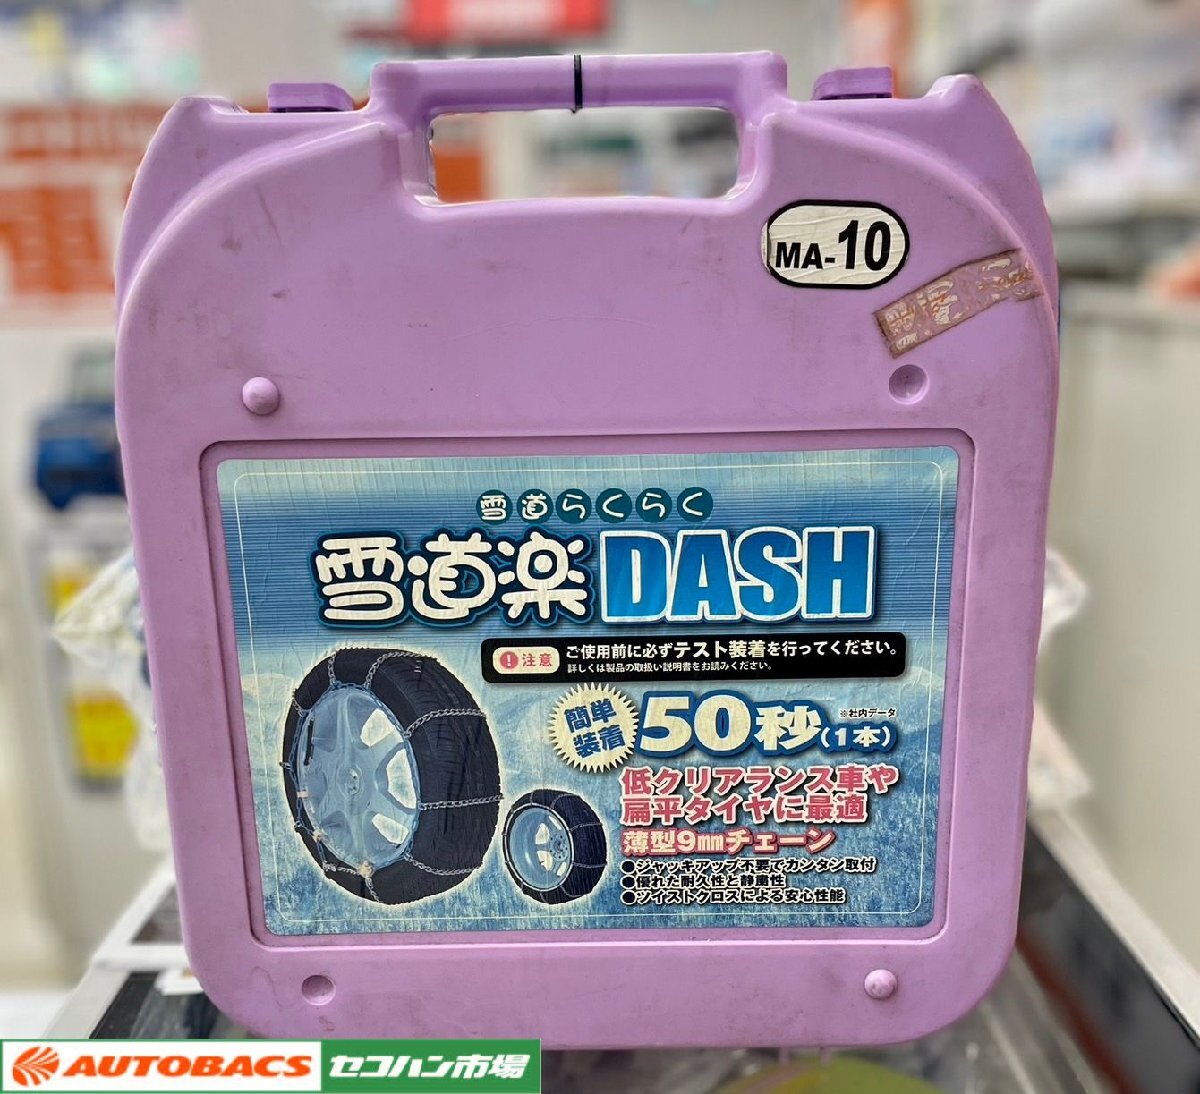 MA-10
雪道らくらく
雪道楽DASH
! 注意 ご使用前に必ずテスト装着を行ってください。
詳しくは製品の取扱い説明書をお読みください。
簡単
装着
50秒(1本)
※社内データ
低クリアランス車や
扁平タイヤに最適
薄型9mmチェーン
●ジャッキアップ不要でカンタン取付
●優れた耐久性と静粛性
●ツイストクロスによる安心性能
AUTOBACS セコハン市場